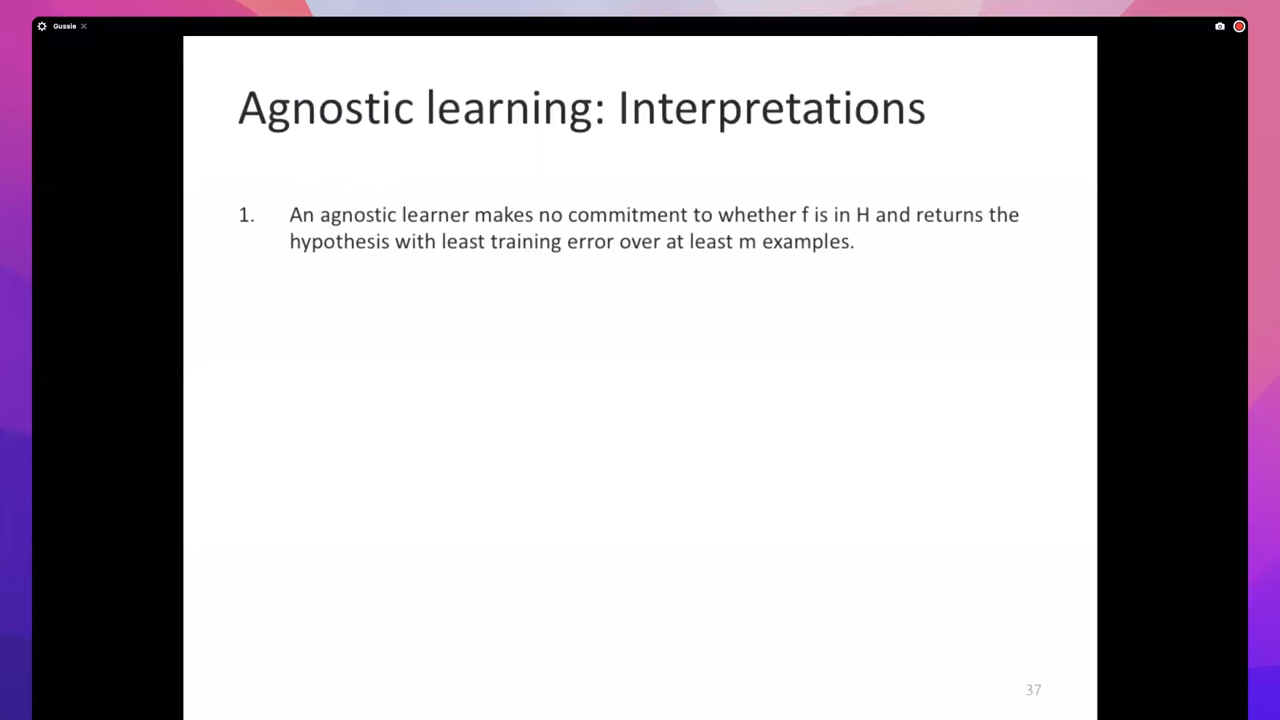 Gussie
Agnostic learning: Interpretations
1. An agnostic learner makes no commitment to whether f is in H and returns the
hypothesis with least training error over at least m examples.
37